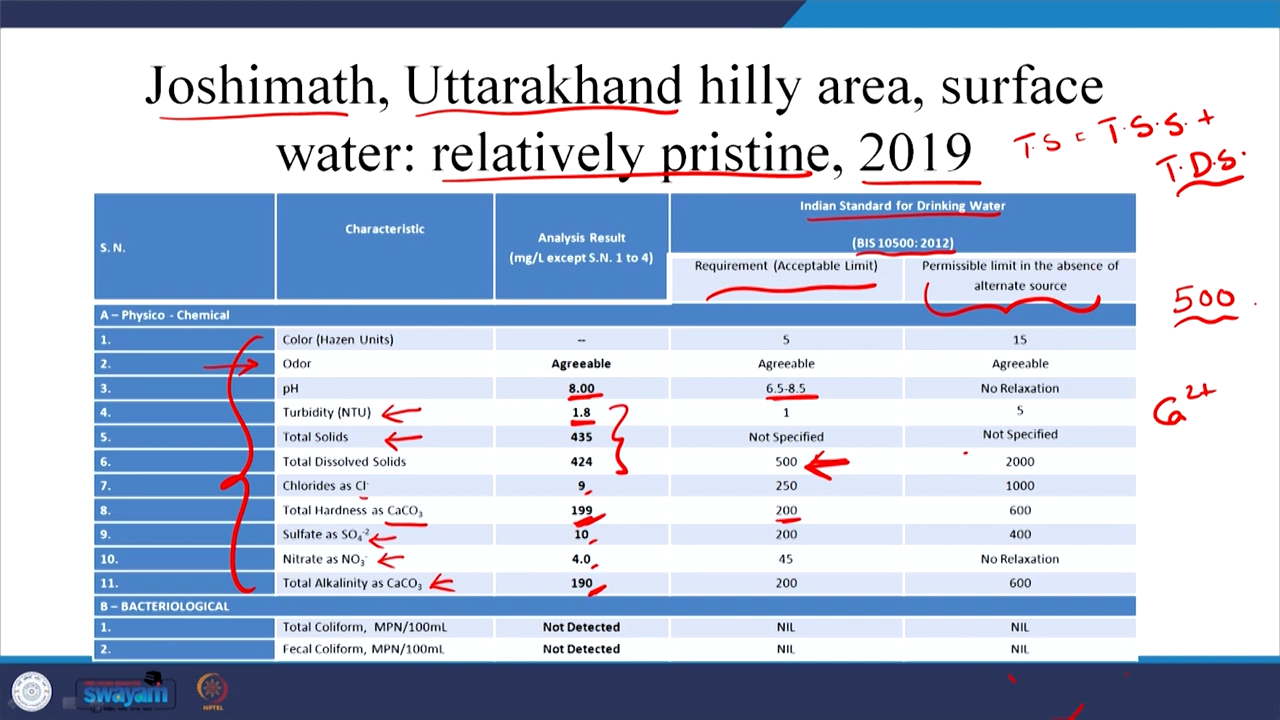 Joshimath, Uttarakhand hilly area, surface
water: relatively pristine, 2019
T.S = T.S.S. +
T.D.S.
S. N. Characteristic Analysis Result (mg/L except S.N. 1 to 4) Indian Standard for Drinking Water (BIS 10500: 2012)
Requirement (Acceptable Limit) Permissible limit in the absence of alternate source
500
A – Physico - Chemical
1. Color (Hazen Units) -- 5 15
2. Odor Agreeable Agreeable Agreeable
3. pH 8.00 6.5-8.5 No Relaxation
Ca2+
4. Turbidity (NTU) 1.8 1 5
5. Total Solids 435 Not Specified Not Specified
6. Total Dissolved Solids 424 500 2000
7. Chlorides as Cl- 9 250 1000
8. Total Hardness as CaCO3 199 200 600
9. Sulfate as SO4-2 10 200 400
10. Nitrate as NO3- 4.0 45 No Relaxation
11. Total Alkalinity as CaCO3 190 200 600
B – BACTERIOLOGICAL
1. Total Coliform, MPN/100mL Not Detected NIL NIL
2. Fecal Coliform, MPN/100mL Not Detected NIL NIL
swayam
NPTEL